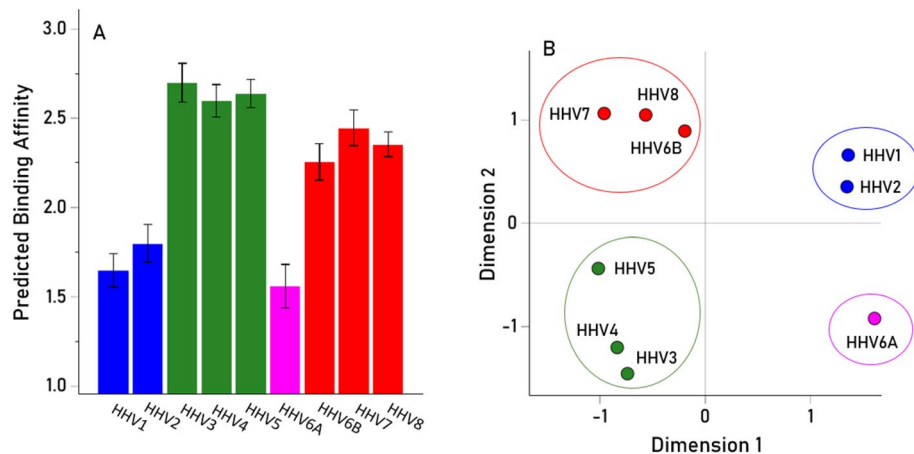 A
Predicted Binding Affinity
3.0
2.5
2.0
1.5
1.0
HHV1
HHV2
HHV3
HHV4
HHV5
HHV6A
HHV6B
HHV7
HHV8
B
Dimension 2
1
0
-1
HHV7
HHV8
HHV6B
HHV1
HHV2
HHV5
HHV4
HHV3
HHV6A
-1
0
1
Dimension 1